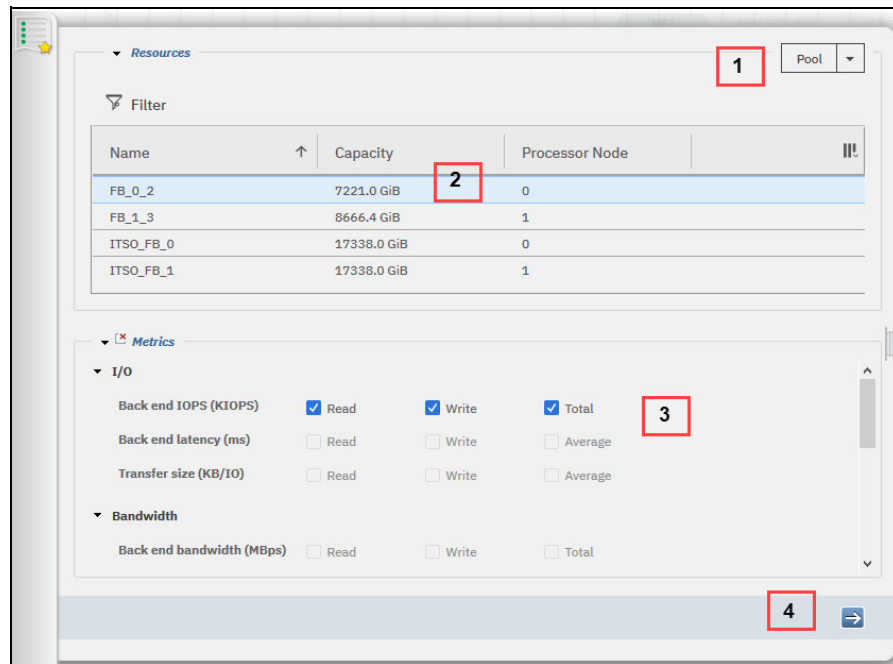 Resources
1
Pool
Filter
Name Capacity Processor Node
2
FB_0_2 7221.0 GiB 0
FB_1_3 8666.4 GiB 1
ITSO_FB_0 17338.0 GiB 0
ITSO_FB_1 17338.0 GiB 1
Metrics
I/O
Back end IOPS (KIOPS) Read Write Total
3
Back end latency (ms) Read Write Average
Transfer size (KB/IO) Read Write Average
Bandwidth
Back end bandwidth (MBps) Read Write Total
4